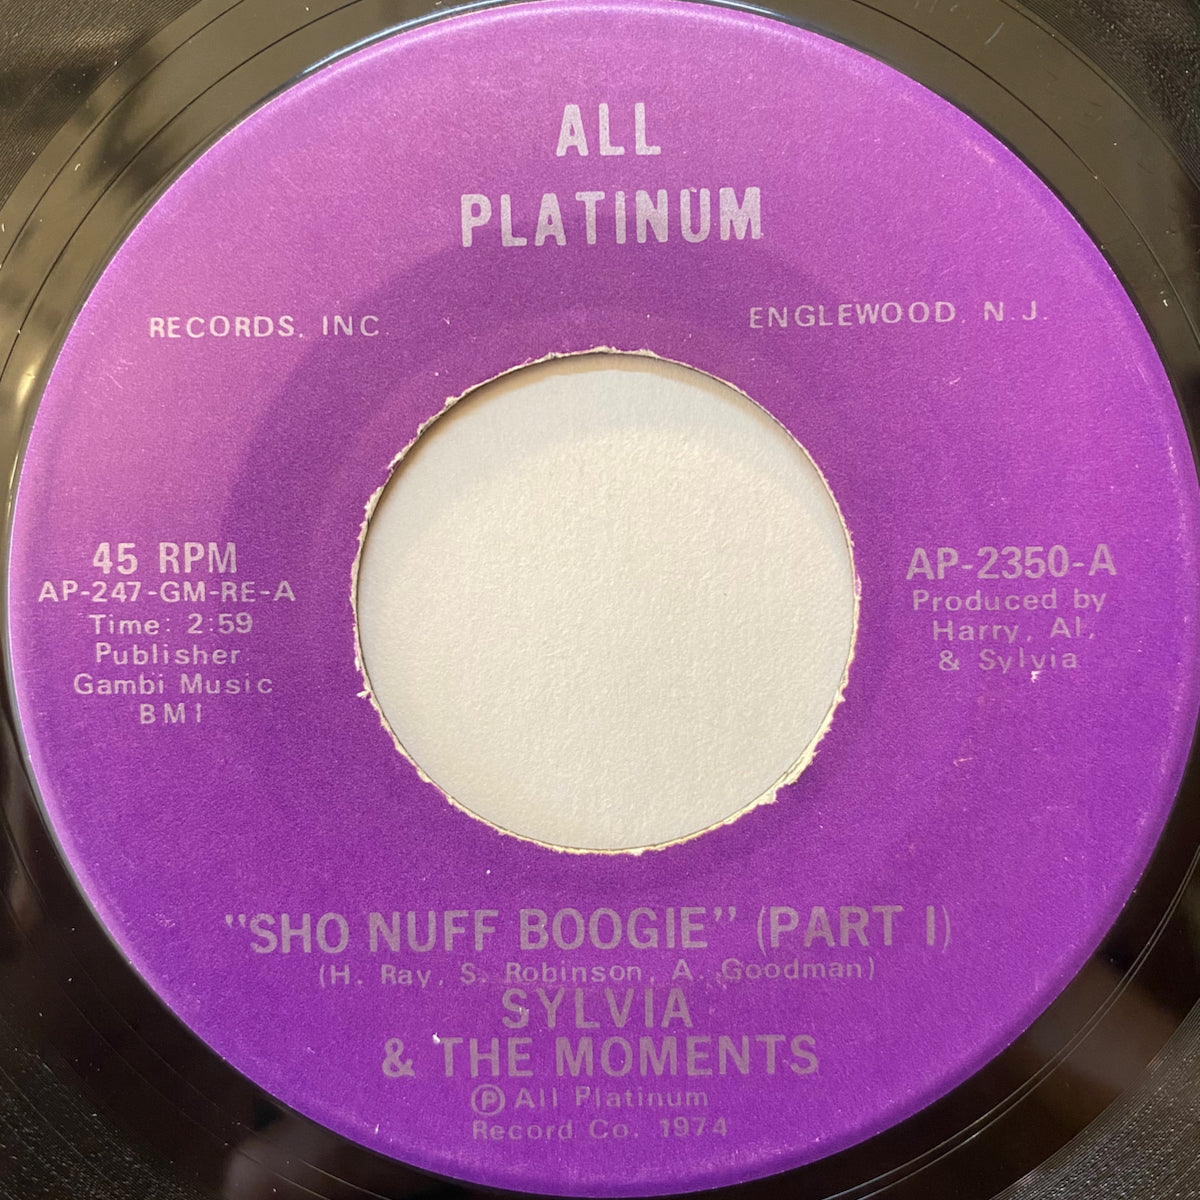 ALL
PLATINUM
RECORDS, INC.
ENGLEWOOD, N.J.
45 RPM
AP-247-GM-RE-A
Time: 2:59
Publisher
Gambi Music
BMI
AP-2350-A
Produced by
Harry, Al,
& Sylvia
"SHO NUFF BOOGIE" (PART I)
(H. Ray, S. Robinson, A. Goodman)
SYLVIA
& THE MOMENTS
Ⓟ All Platinum
Record Co. 1974